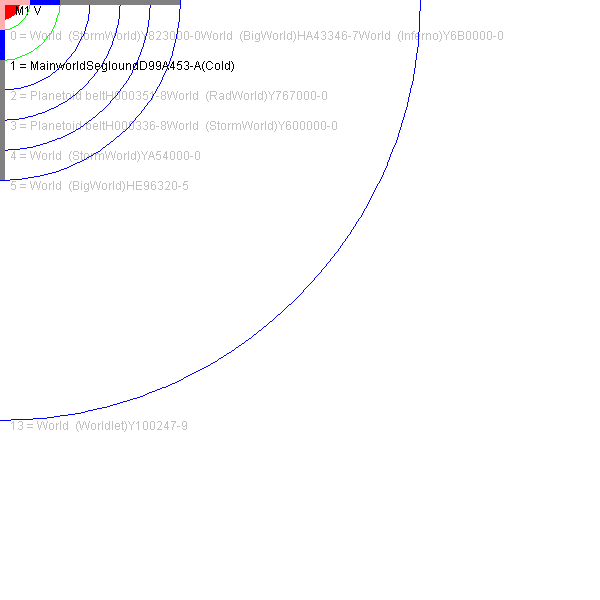 M1 V
0 = World (StormWorld)Y823000-0World (BigWorld)HA43346-7World (Inferno)Y6B0000-0
1 = MainworldSegloundD99A453-A(Cold)
2 = Planetoid beltH000351-8World (RadWorld)Y767000-0
3 = Planetoid beltH000336-8World (StormWorld)Y600000-0
4 = World (StormWorld)YA54000-0
5 = World (BigWorld)HE96320-5
13 = World (Worldlet)Y100247-9